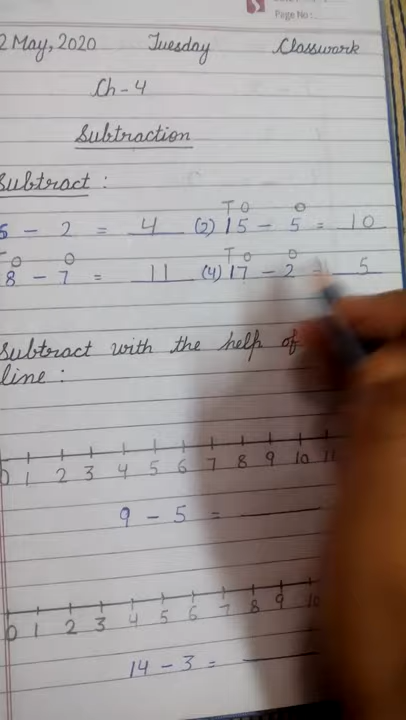 Page No:
2 May, 2020 Tuesday Classwork
Ch-4
Subtraction
Subtract :
T O O
6 - 2 = 4 (2) 15 - 5 = 10
T O O T O O
8 - 7 = 11 (4) 17 - 2 = 5
Subtract with the help of
line :
0 1 2 3 4 5 6 7 8 9 10 11
9 - 5 =
0 1 2 3 4 5 6 7 8 9 10
14 - 3 =